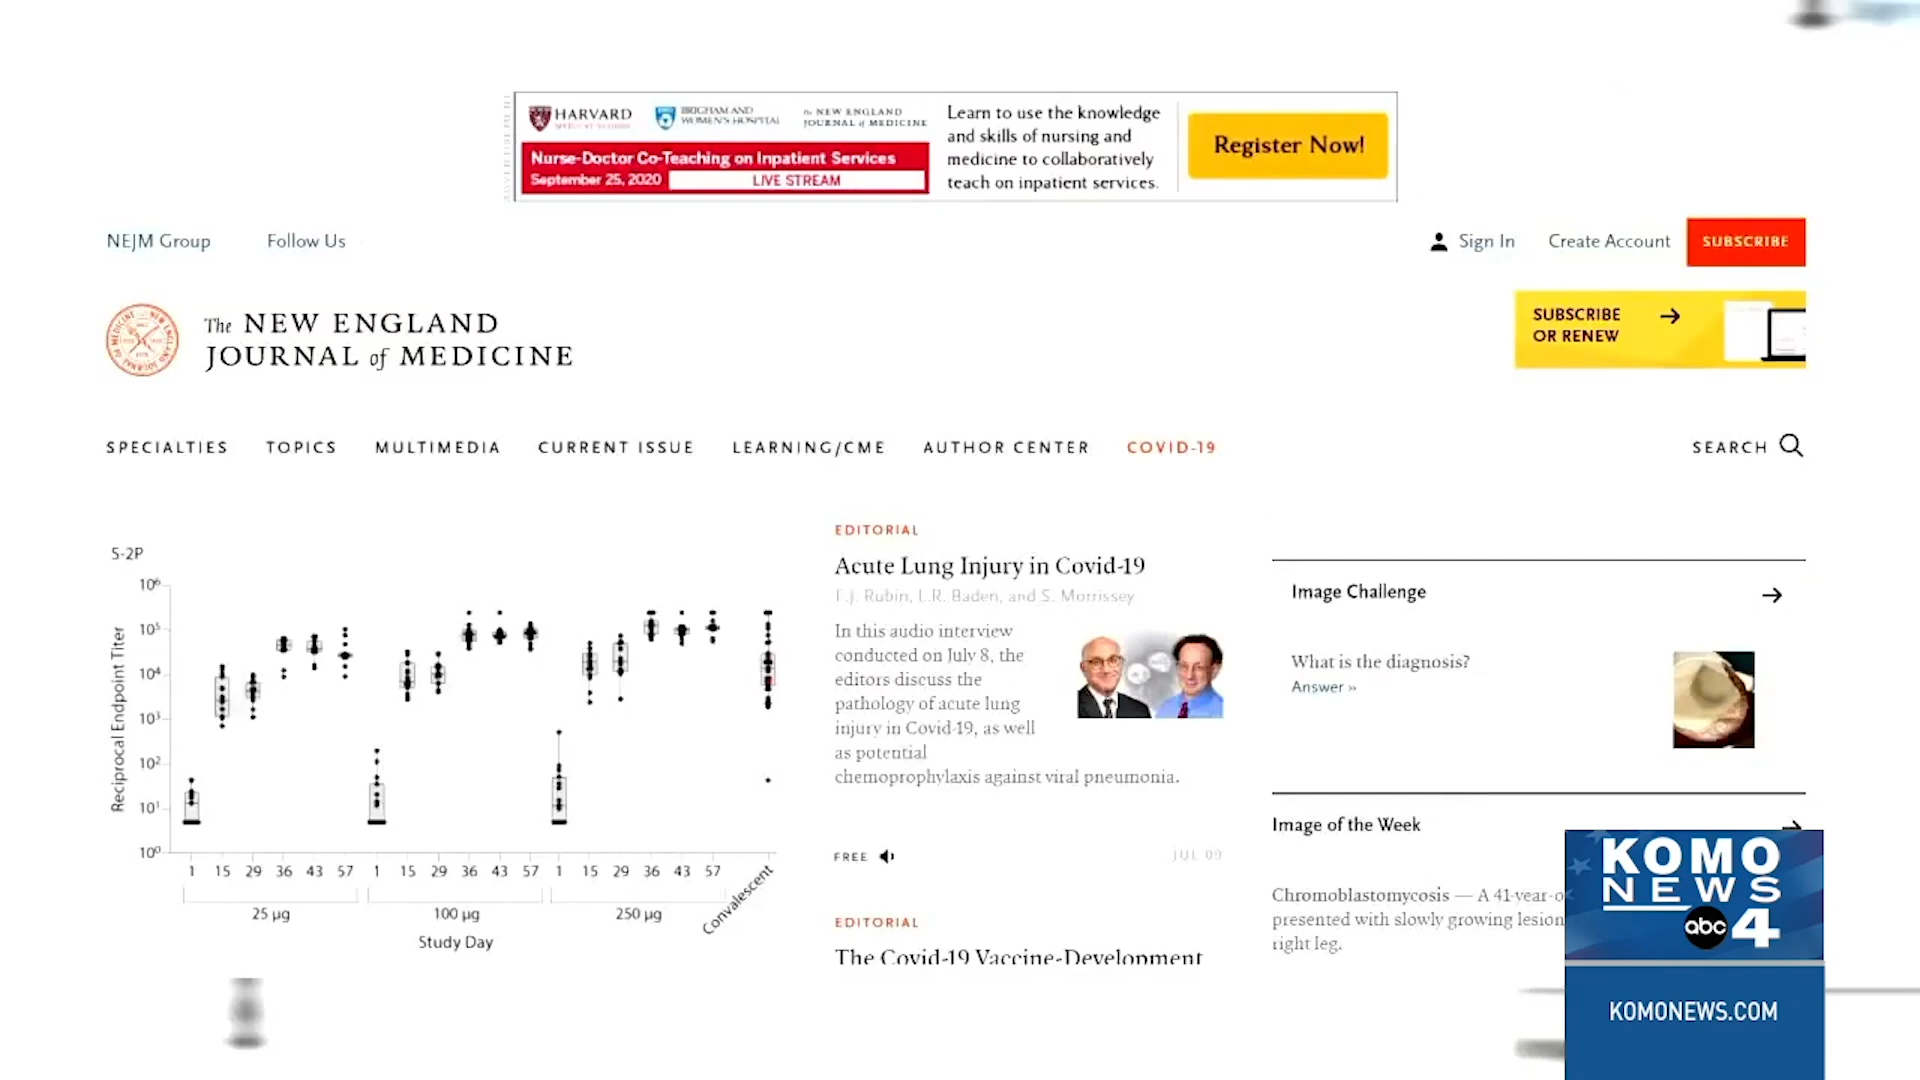 HARVARD
BRIGHAM AND
WOMEN'S HOSPITAL
The NEW ENGLAND
JOURNAL of MEDICINE
Nurse-Doctor Co-Teaching on Inpatient Services
September 25, 2020 LIVE STREAM
Learn to use the knowledge
and skills of nursing and
medicine to collaboratively
teach on inpatient services.
Register Now!
NEJM Group Follow Us
Sign In Create Account SUBSCRIBE
The NEW ENGLAND
JOURNAL of MEDICINE
SUBSCRIBE
OR RENEW
SPECIALTIES TOPICS MULTIMEDIA CURRENT ISSUE LEARNING/CME AUTHOR CENTER COVID-19 SEARCH
S-2P
Reciprocal Endpoint Titer
10⁶
10⁵
10⁴
10³
10²
10¹
10⁰
1 15 29 36 43 57 1 15 29 36 43 57 1 15 29 36 43 57 Convalescent
25 µg 100 µg 250 µg
Study Day
EDITORIAL
Acute Lung Injury in Covid-19
E.J. Rubin, L.R. Baden, and S. Morrissey
In this audio interview
conducted on July 8, the
editors discuss the
pathology of acute lung
injury in Covid-19, as well
as potential
chemoprophylaxis against viral pneumonia.
FREE JUL 09
EDITORIAL
The Covid-19 Vaccine-Development
Image Challenge
What is the diagnosis?
Answer »
Image of the Week
Chromoblastomycosis — A 41-year-o
presented with slowly growing lesion
right leg.
KOMO
NEWS
abc 4
KOMONEWS.COM